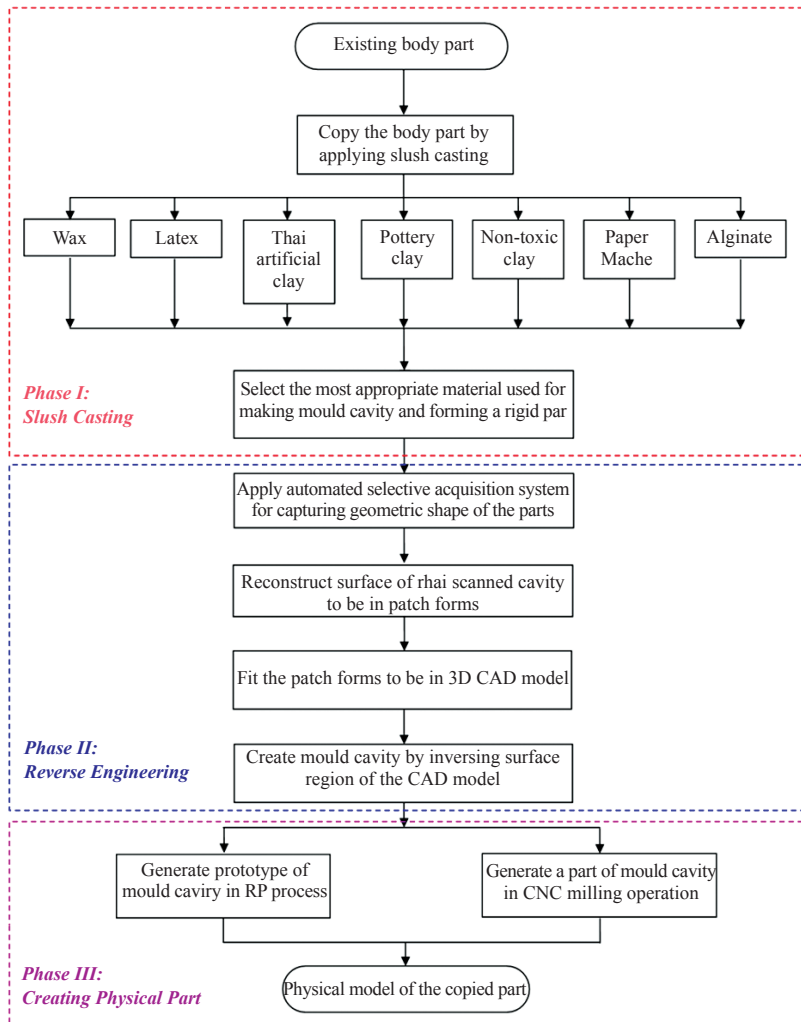 Existing body part
Copy the body part by
applying slush casting
Wax
Latex
Thai
artificial
clay
Pottery
clay
Non-toxic
clay
Paper
Mache
Alginate
Select the most appropriate material used for
making mould cavity and forming a rigid par
Phase I:
Slush Casting
Apply automated selective acquisition system
for capturing geometric shape of the parts
Reconstruct surface of rhai scanned cavity
to be in patch forms
Fit the patch forms to be in 3D CAD model
Phase II:
Reverse Engineering
Create mould cavity by inversing surface
region of the CAD model
Generate prototype of
mould caviry in RP process
Generate a part of mould cavity
in CNC milling operation
Phase III:
Creating Physical Part
Physical model of the copied part